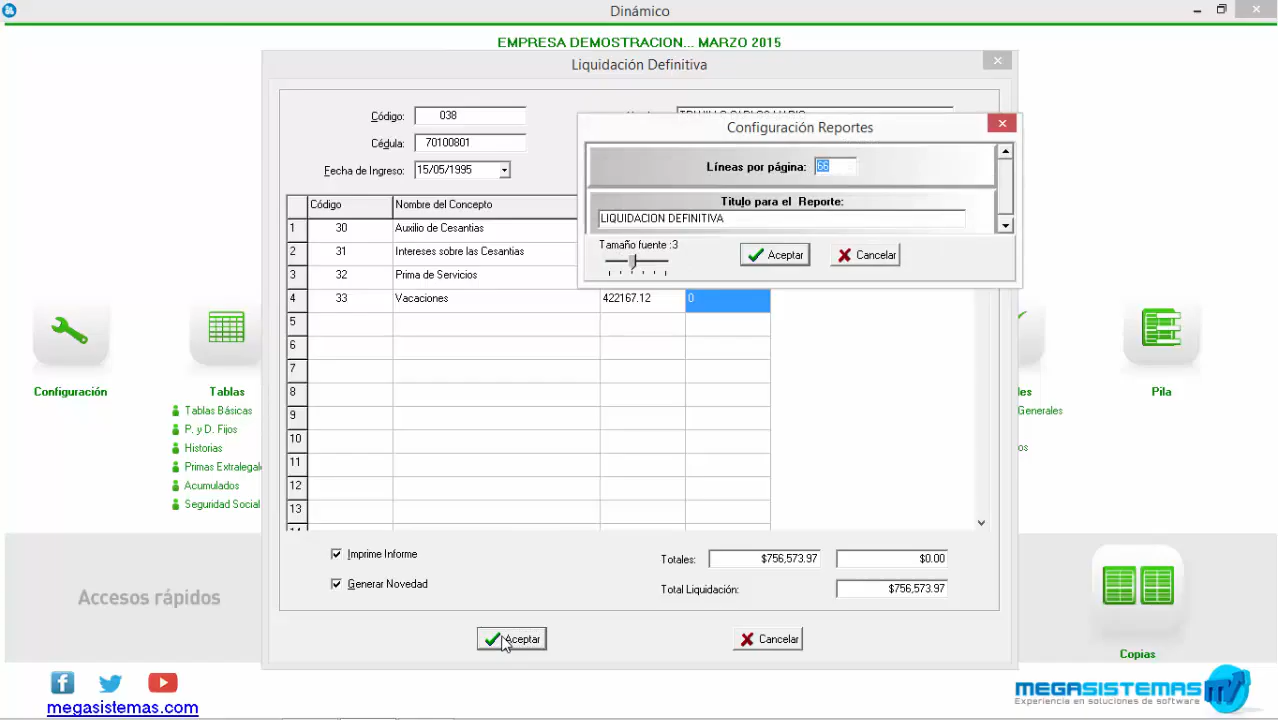 Dinámico
EMPRESA DEMOSTRACION... MARZO 2015
Liquidación Definitiva
Código: 038
Cédula: 70100801
Fecha de Ingreso: 15/05/1995
Configuración Reportes
Líneas por página: 66
Titulo para el Reporte:
LIQUIDACION DEFINITIVA
Tamaño fuente :3
Aceptar
Cancelar
Código Nombre del Concepto
1 30 Auxilio de Cesantias
2 31 Intereses sobre las Cesantias
3 32 Prima de Servicios
4 33 Vacaciones 422167.12 0
5
6
7
8
9
10
11
12
13
Imprime Informe
Generar Novedad
Totales: $756,573.97 $0.00
Total Liquidación: $756,573.97
Aceptar
Cancelar
Configuración
Tablas
Tablas Básicas
P. y D. Fijos
Historias
Primas Extralegal
Acumulados
Seguridad Social
les
Generales
os
Pila
Accesos rápidos
Copias
megasistemas.com
MEGASISTEMAS
Experiencia en soluciones de software